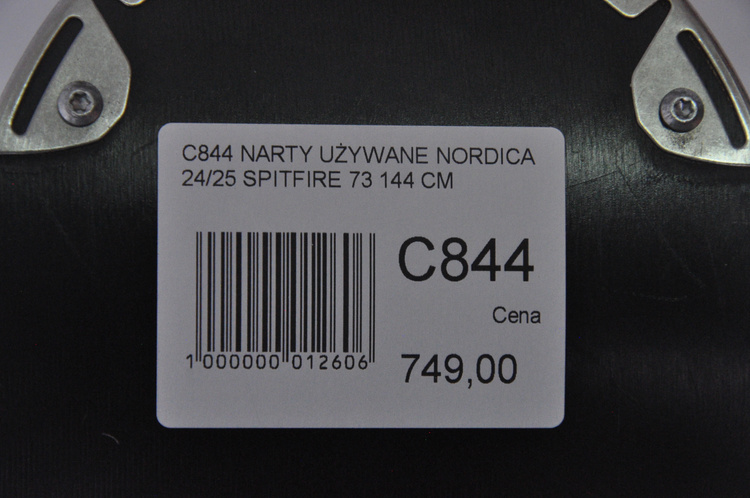 C844 NARTY UŻYWANE NORDICA
24/25 SPITFIRE 73 144 CM
C844
Cena
1 000000 012606
749,00